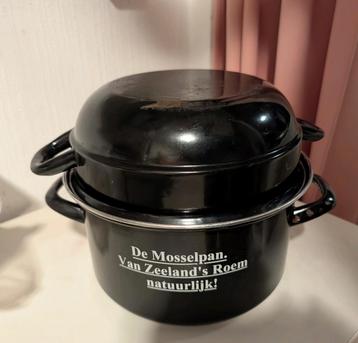 De Mosselpan.
Van Zeeland's Roem
natuurlijk!